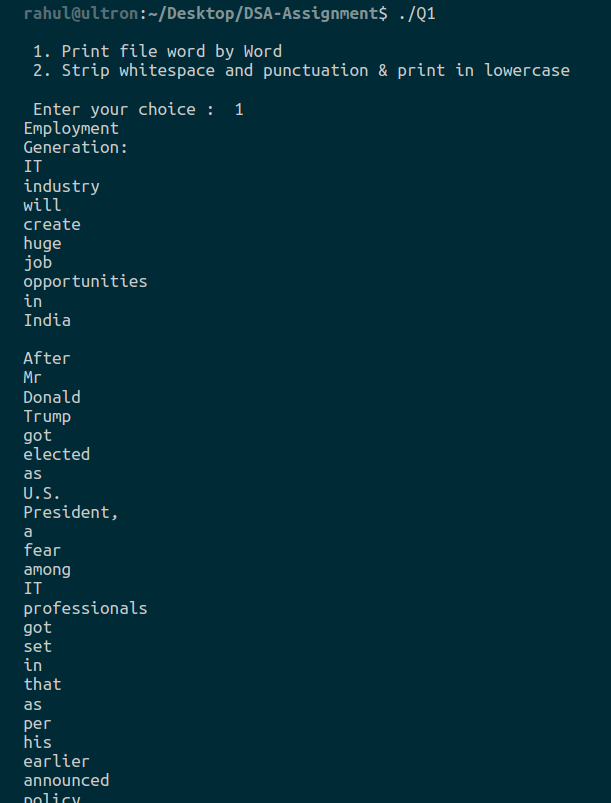 rahul@ultron:~/Desktop/DSA-Assignment$ ./Q1
1. Print file word by Word
2. Strip whitespace and punctuation & print in lowercase
Enter your choice :  1
Employment
Generation:
IT
industry
will
create
huge
job
opportunities
in
India
After
Mr
Donald
Trump
got
elected
as
U.S.
President,
a
fear
among
IT
professionals
got
set
in
that
as
per
his
earlier
announced
policy